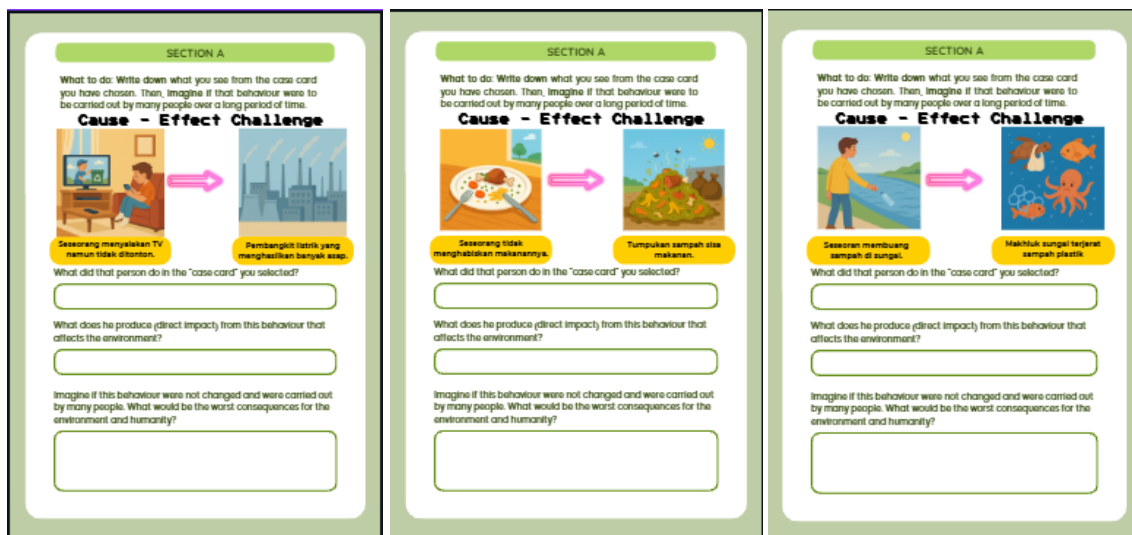 SECTION A
What to do: Write down what you see from the case card
you have chosen. Then, imagine if that behaviour were to
be carried out by many people over a long period of time.
Cause - Effect Challenge
Seseorang menyalakan TV
namun tidak ditonton.
Pembangkit listrik yang
menghasilkan banyak asap.
What did that person do in the "case card" you selected?
What does he produce (direct impact) from this behaviour that
affects the environment?
Imagine if this behaviour were not changed and were carried out
by many people. What would be the worst consequences for the
environment and humanity?
SECTION A
What to do: Write down what you see from the case card
you have chosen. Then, imagine if that behaviour were to
be carried out by many people over a long period of time.
Cause - Effect Challenge
Seseorang tidak
menghabiskan makanannya.
Tumpukan sampah sisa
makanan.
What did that person do in the "case card" you selected?
What does he produce (direct impact) from this behaviour that
affects the environment?
Imagine if this behaviour were not changed and were carried out
by many people. What would be the worst consequences for the
environment and humanity?
SECTION A
What to do: Write down what you see from the case card
you have chosen. Then, imagine if that behaviour were to
be carried out by many people over a long period of time.
Cause - Effect Challenge
Seseoran membuang
sampah di sungai.
Makhluk sungai terjerat
sampah plastik
What did that person do in the "case card" you selected?
What does he produce (direct impact) from this behaviour that
affects the environment?
Imagine if this behaviour were not changed and were carried out
by many people. What would be the worst consequences for the
environment and humanity?